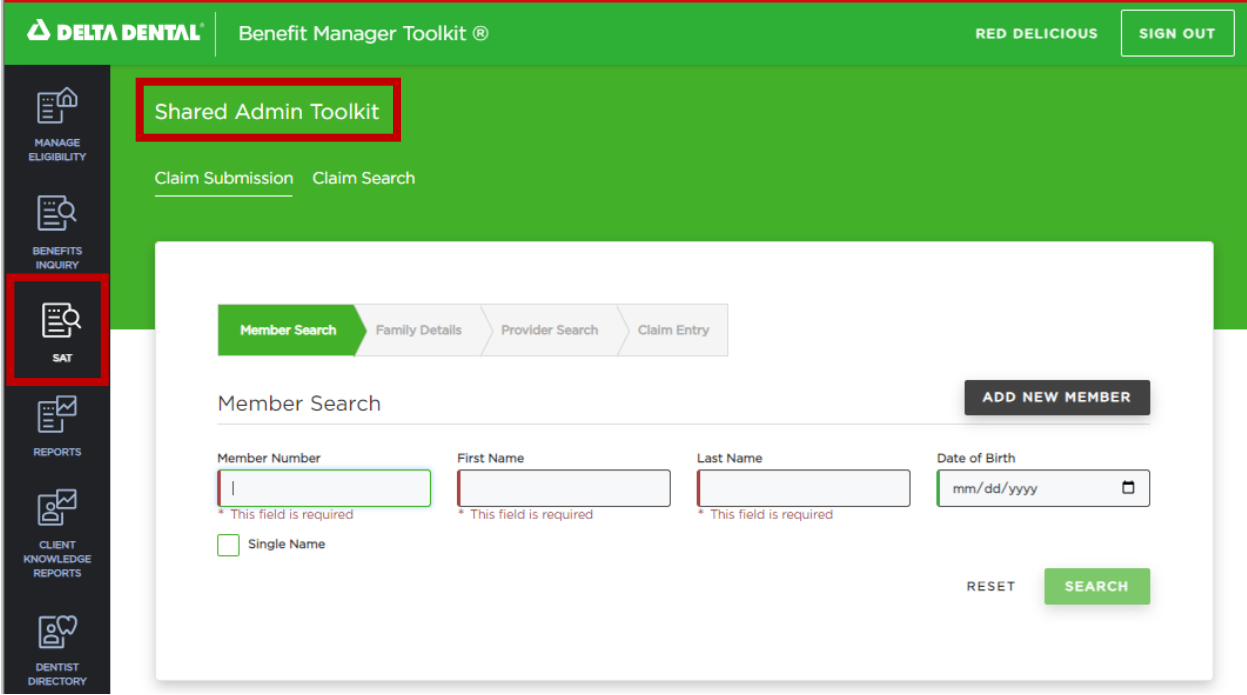 DELTA DENTAL® Benefit Manager Toolkit ® RED DELICIOUS SIGN OUT
MANAGE
ELIGIBILITY
BENEFITS
INQUIRY
SAT
REPORTS
CLIENT
KNOWLEDGE
REPORTS
DENTIST
DIRECTORY
Shared Admin Toolkit
Claim Submission Claim Search
Member Search Family Details Provider Search Claim Entry
Member Search ADD NEW MEMBER
Member Number First Name Last Name Date of Birth
mm/dd/yyyy
* This field is required * This field is required * This field is required
Single Name
RESET SEARCH